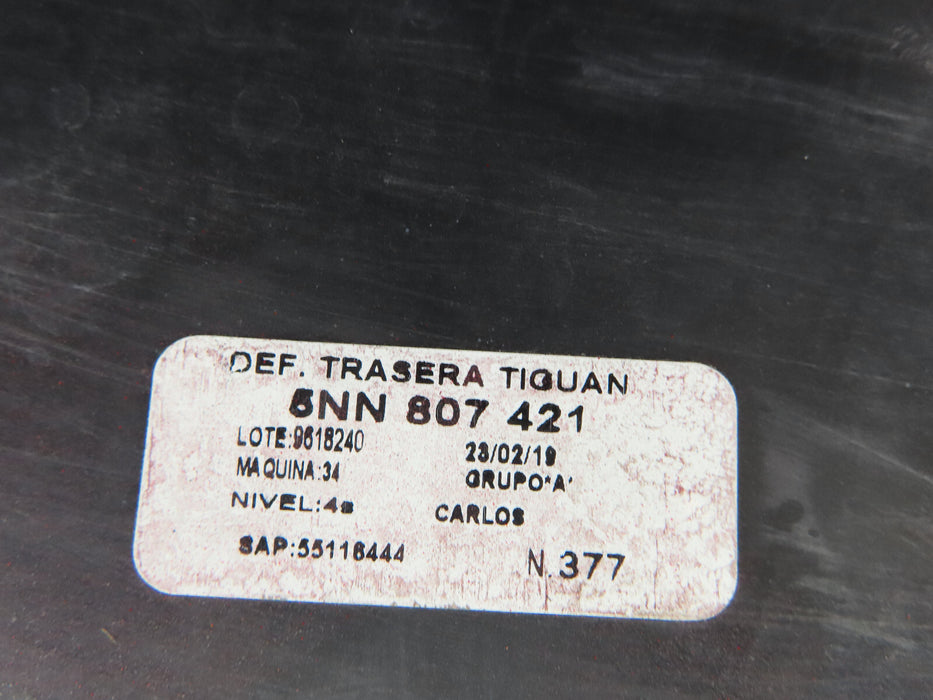 DEF. TRASERA TIGUAN
5NN 807 421
LOTE:9618240 23/02/19
MAQUINA:34 GRUPO"A"
NIVEL:4a CARLOS
SAP:55118444 N.377